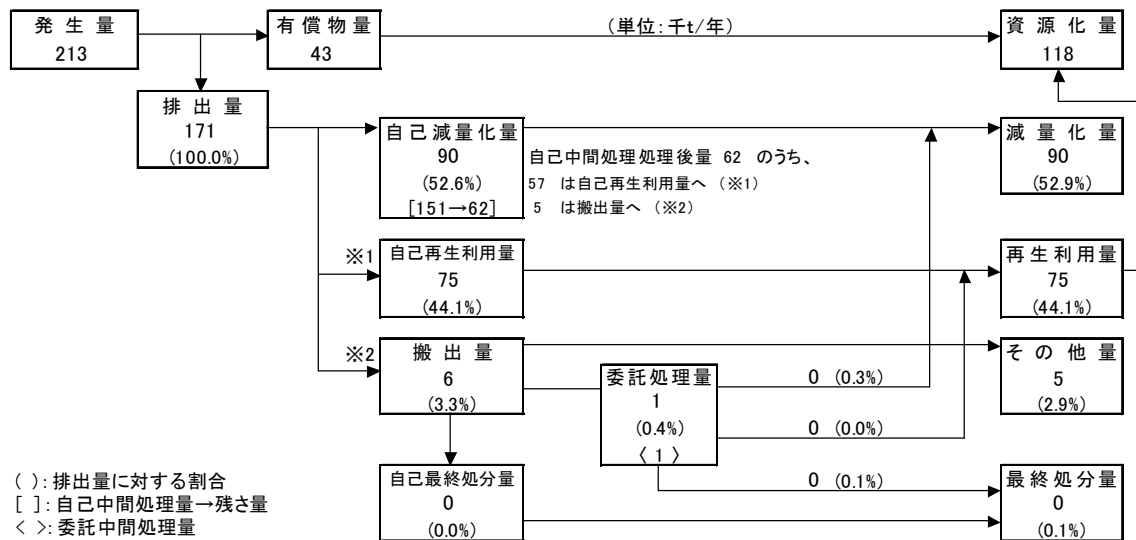 発生量
213
有償物量
43
(単位:千t/年)
資源化量
118
排出量
171
(100.0%)
自己減量化量
90
(52.6%)
[151→62]
自己中間処理処理後量 62 のうち、
57 は自己再生利用量へ (※1)
5 は搬出量へ (※2)
減量化量
90
(52.9%)
※1
自己再生利用量
75
(44.1%)
再生利用量
75
(44.1%)
※2
搬出量
6
(3.3%)
委託処理量
1
(0.4%)
〈 1 〉
0 (0.3%)
0 (0.0%)
0 (0.1%)
その他量
5
(2.9%)
自己最終処分量
0
(0.0%)
最終処分量
0
(0.1%)
( ):排出量に対する割合
[ ]:自己中間処理量→残さ量
< >:委託中間処理量